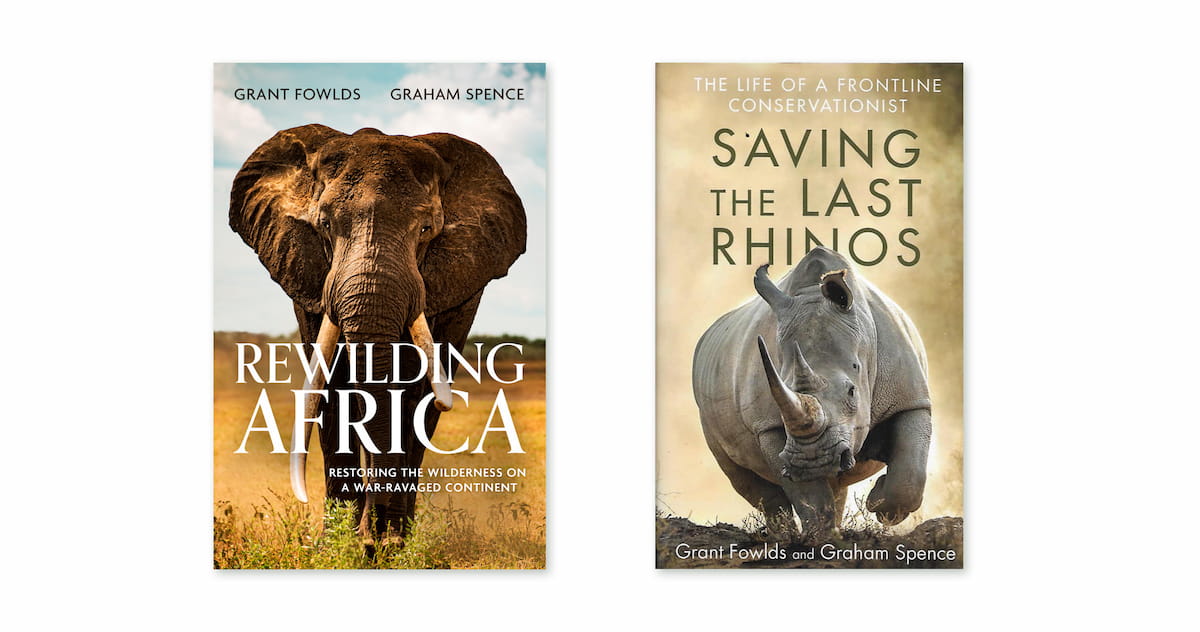 GRANT FOWLDS GRAHAM SPENCE
REWILDING
AFRICA
RESTORING THE WILDERNESS ON
A WAR-RAVAGED CONTINENT
THE LIFE OF A FRONTLINE
CONSERVATIONIST
SAVING
THE LAST
RHINOS
Grant Fowlds and Graham Spence